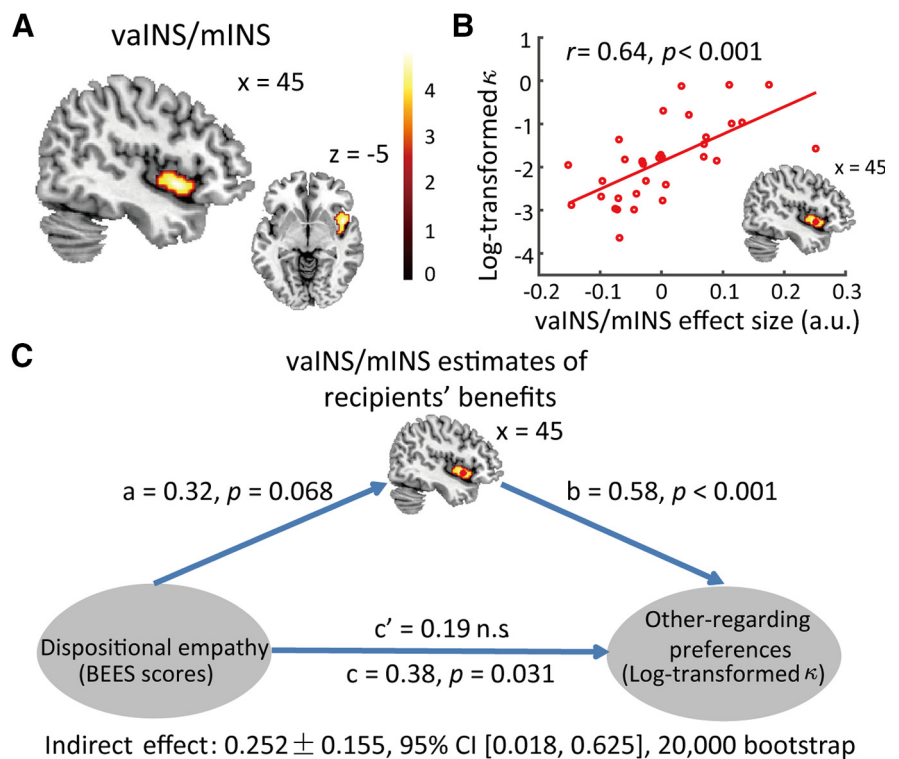 A
vaINS/mINS
x = 45
z = -5
4
3
2
1
0
B
r= 0.64, p< 0.001
Log-transformed κ
1
0
-1
-2
-3
-4
x = 45
-0.2 -0.1 0 0.1 0.2 0.3
vaINS/mINS effect size (a.u.)
C
vaINS/mINS estimates of
recipients’ benefits
x = 45
a = 0.32, p = 0.068
b = 0.58, p < 0.001
Dispositional empathy
(BEES scores)
c’ = 0.19 n.s
c = 0.38, p = 0.031
Other-regarding
preferences
(Log-transformed κ)
Indirect effect: 0.252 ± 0.155, 95% CI [0.018, 0.625], 20,000 bootstrap